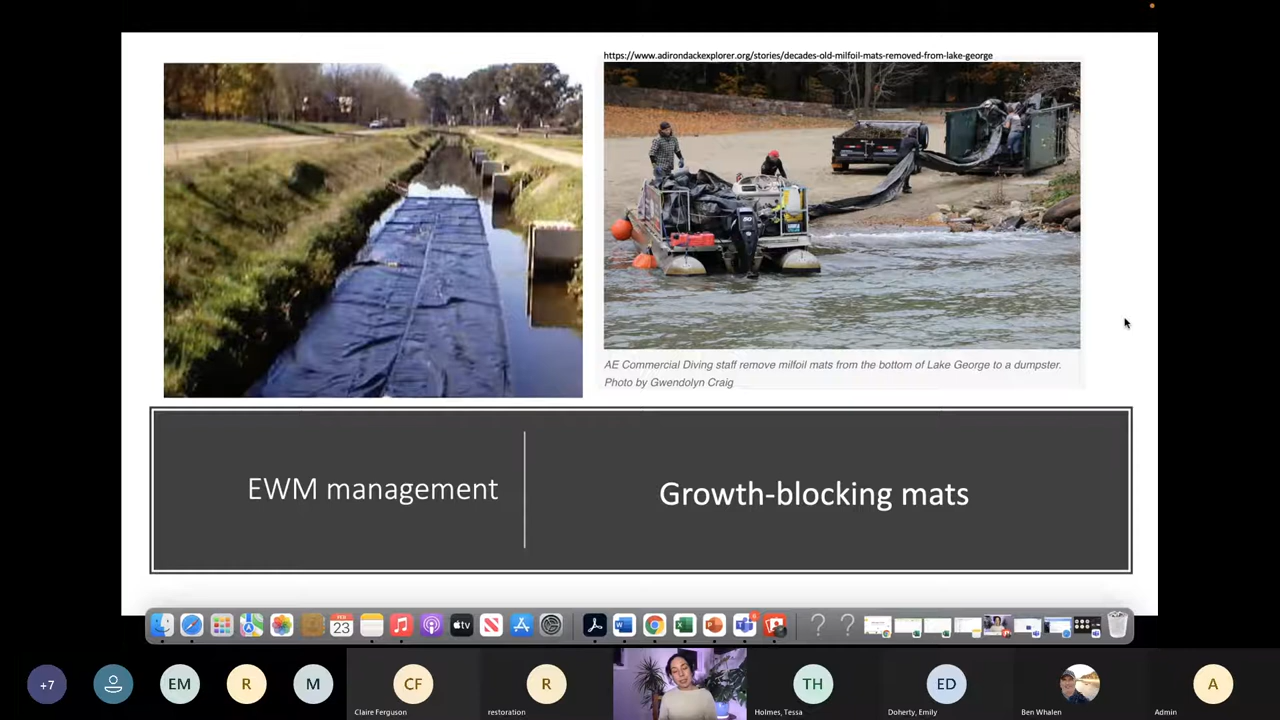 https://www.adirondackexplorer.org/stories/decades-old-milfoil-mats-removed-from-lake-george
AE Commercial Diving staff remove milfoil mats from the bottom of Lake George to a dumpster.
Photo by Gwendolyn Craig
EWM management
Growth-blocking mats
23
tv
+7
EM
R
M
CF
R
TH
ED
A
Claire Ferguson
restoration
Holmes, Tessa
Doherty, Emily
Ben Whalen
Admin